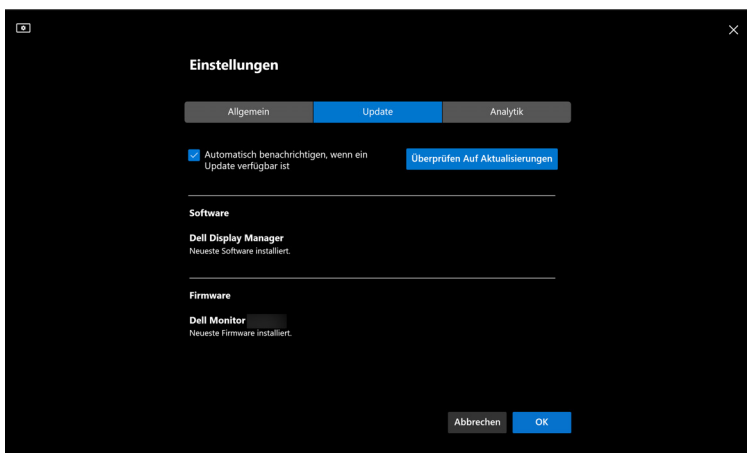 Einstellungen
Allgemein Update Analytik
Automatisch benachrichtigen, wenn ein
Update verfügbar ist
Überprüfen Auf Aktualisierungen
Software
Dell Display Manager
Neueste Software installiert.
Firmware
Dell Monitor
Neueste Firmware installiert.
Abbrechen OK